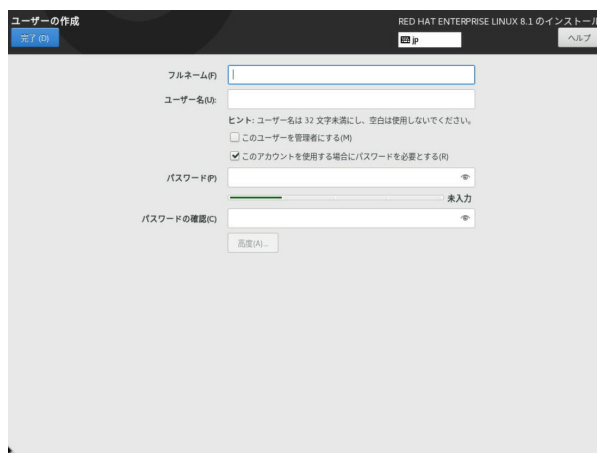 ユーザーの作成
RED HAT ENTERPRISE LINUX 8.1 のインストール
完了 (D)
jp
ヘルプ
フルネーム(F)
ユーザー名(U):
ヒント: ユーザー名は 32 文字未満にし、空白は使用しないでください。
このユーザーを管理者にする(M)
このアカウントを使用する場合にパスワードを必要とする(R)
パスワード(P)
未入力
パスワードの確認(C)
高度(A)...